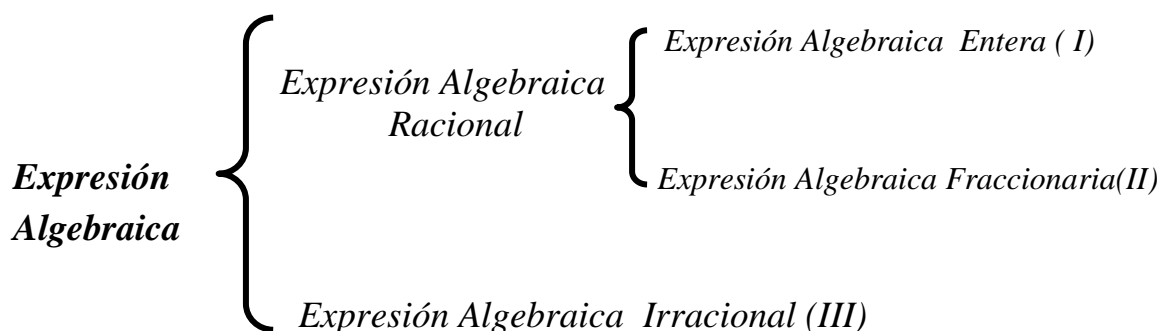 Expresión Algebraica Entera ( I)
Expresión Algebraica
Racional
Expresión Algebraica Fraccionaria(II)
Expresión
Algebraica
Expresión Algebraica Irracional (III)